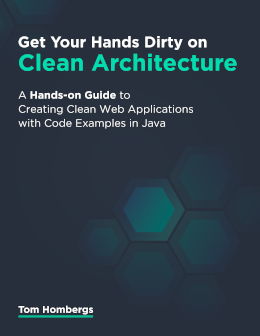 Get Your Hands Dirty on
Clean Architecture
A Hands-on Guide to
Creating Clean Web Applications
with Code Examples in Java
Tom Hombergs